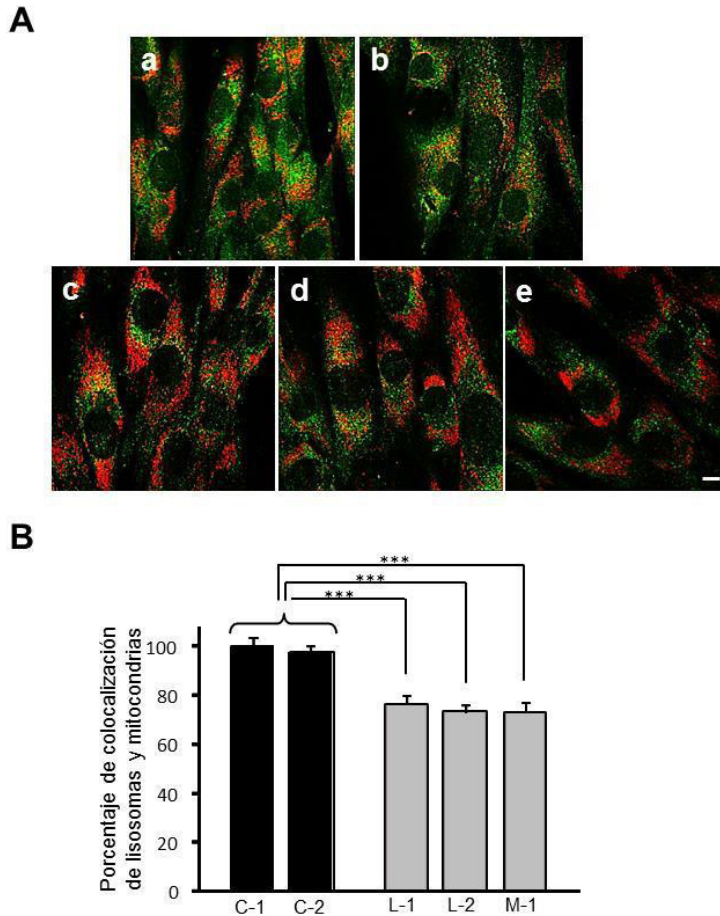 A
a
b
c
d
e
B
***
***
***
Porcentaje de colocalización
de lisosomas y mitocondrias
100
80
60
40
20
0
C-1 C-2 L-1 L-2 M-1